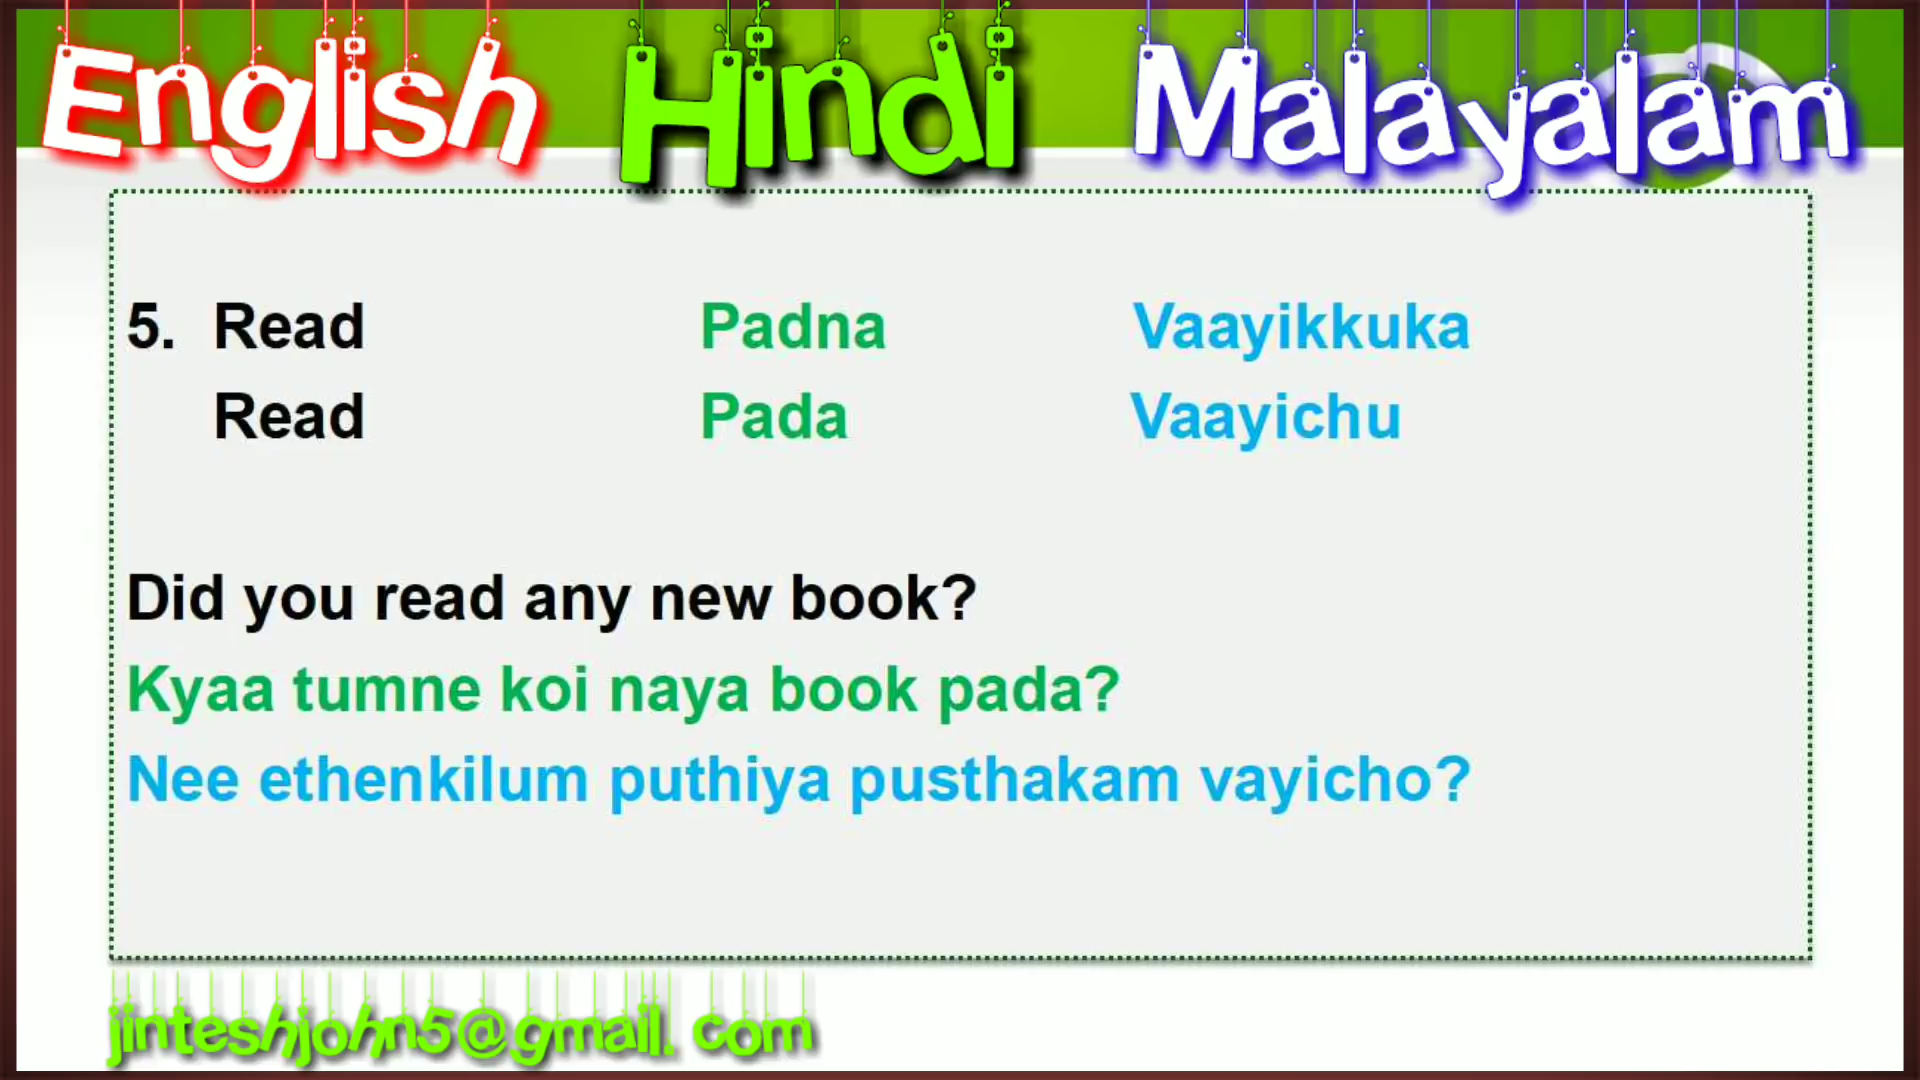 English Hindi Malayalam
5. Read Padna Vaayikkuka
Read Pada Vaayichu
Did you read any new book?
Kyaa tumne koi naya book pada?
Nee ethenkilum puthiya pusthakam vayicho?
jinteshjohn5@gmail. com